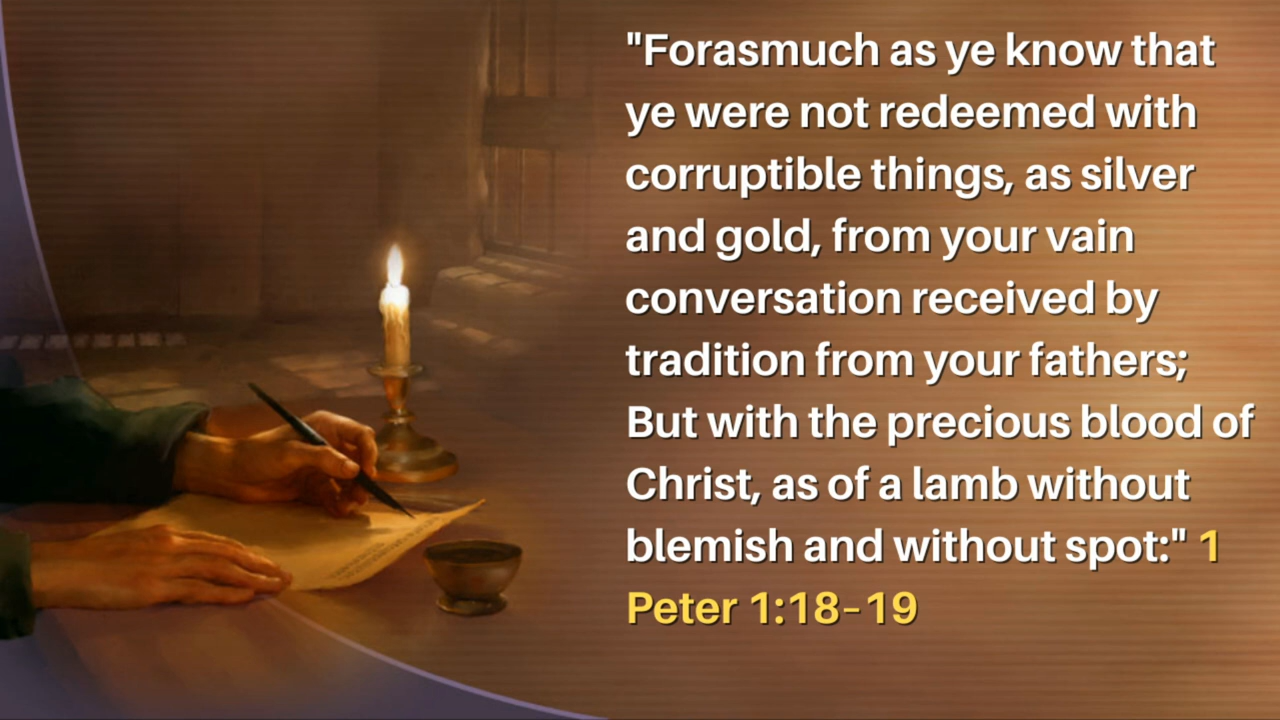 "Forasmuch as ye know that
ye were not redeemed with
corruptible things, as silver
and gold, from your vain
conversation received by
tradition from your fathers;
But with the precious blood of
Christ, as of a lamb without
blemish and without spot:" 1
Peter 1:18–19